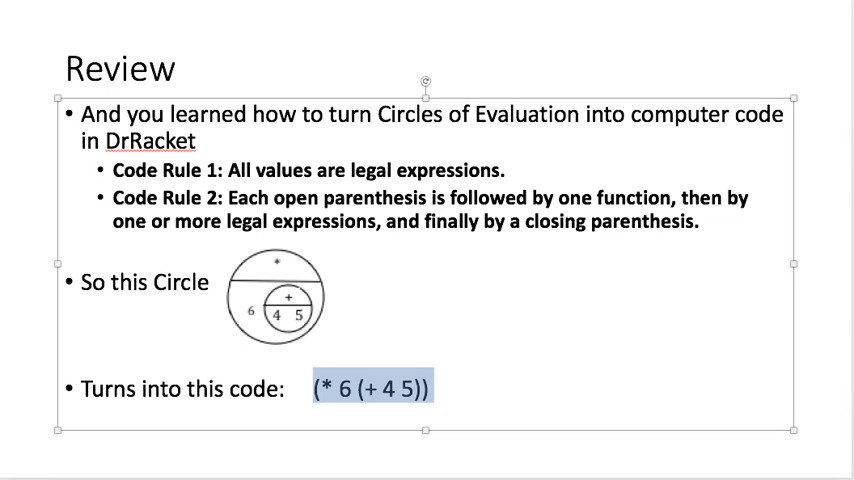 Review
• And you learned how to turn Circles of Evaluation into computer code
in DrRacket
• Code Rule 1: All values are legal expressions.
• Code Rule 2: Each open parenthesis is followed by one function, then by
one or more legal expressions, and finally by a closing parenthesis.
• So this Circle
*
+
6 4 5
• Turns into this code: (* 6 (+ 4 5))